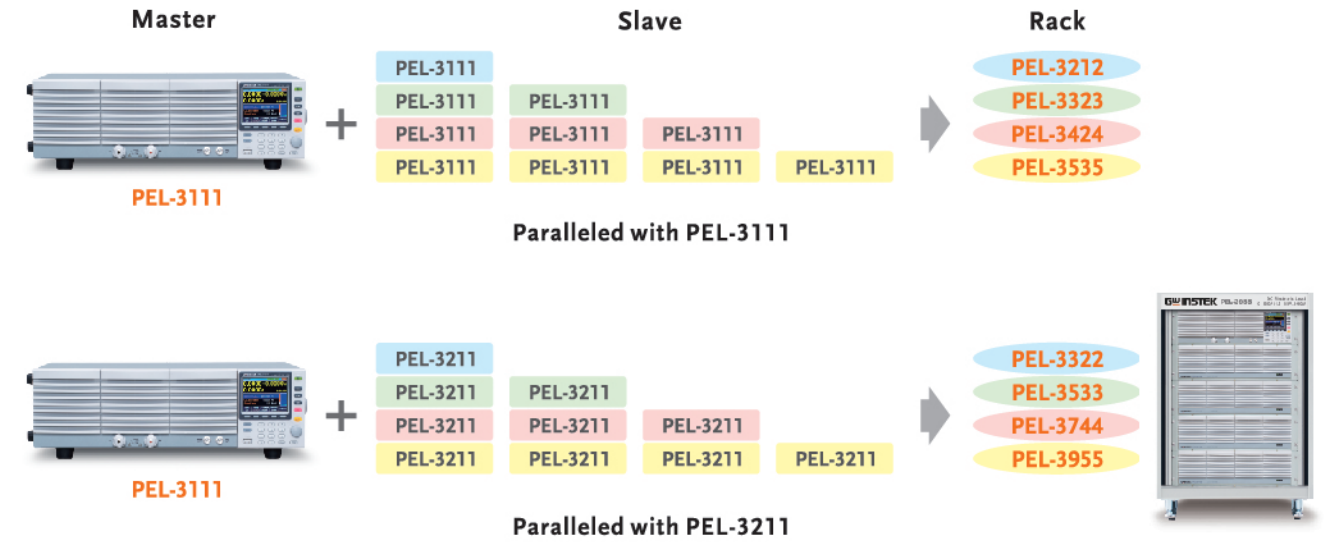 Master Slave Rack
PEL-3111 PEL-3212
PEL-3111 PEL-3111 PEL-3323
+ PEL-3111 PEL-3111 PEL-3111 PEL-3424
PEL-3111 PEL-3111 PEL-3111 PEL-3111 PEL-3535
PEL-3111
Paralleled with PEL-3111
GW INSTEK
PEL-3211 PEL-3322
PEL-3211 PEL-3211 PEL-3533
+ PEL-3211 PEL-3211 PEL-3211 PEL-3744
PEL-3211 PEL-3211 PEL-3211 PEL-3211 PEL-3955
PEL-3111
Paralleled with PEL-3211